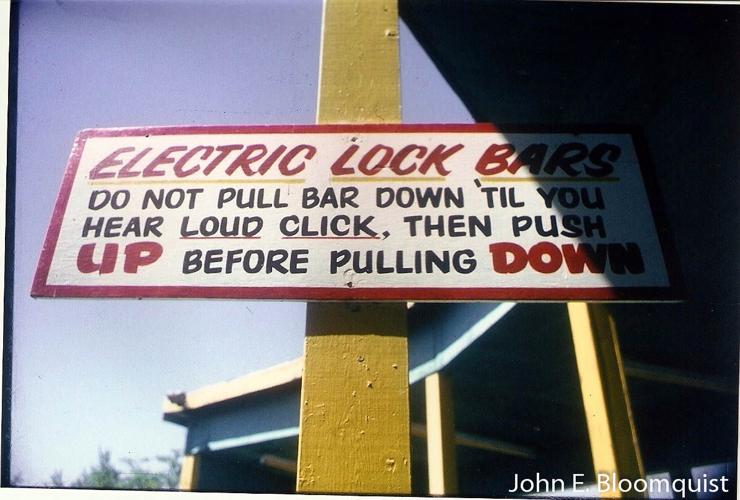 ELECTRIC LOCK BARS
DO NOT PULL BAR DOWN 'TIL YOU
HEAR LOUD CLICK, THEN PUSH
UP BEFORE PULLING DOWN
John E. Bloomquist